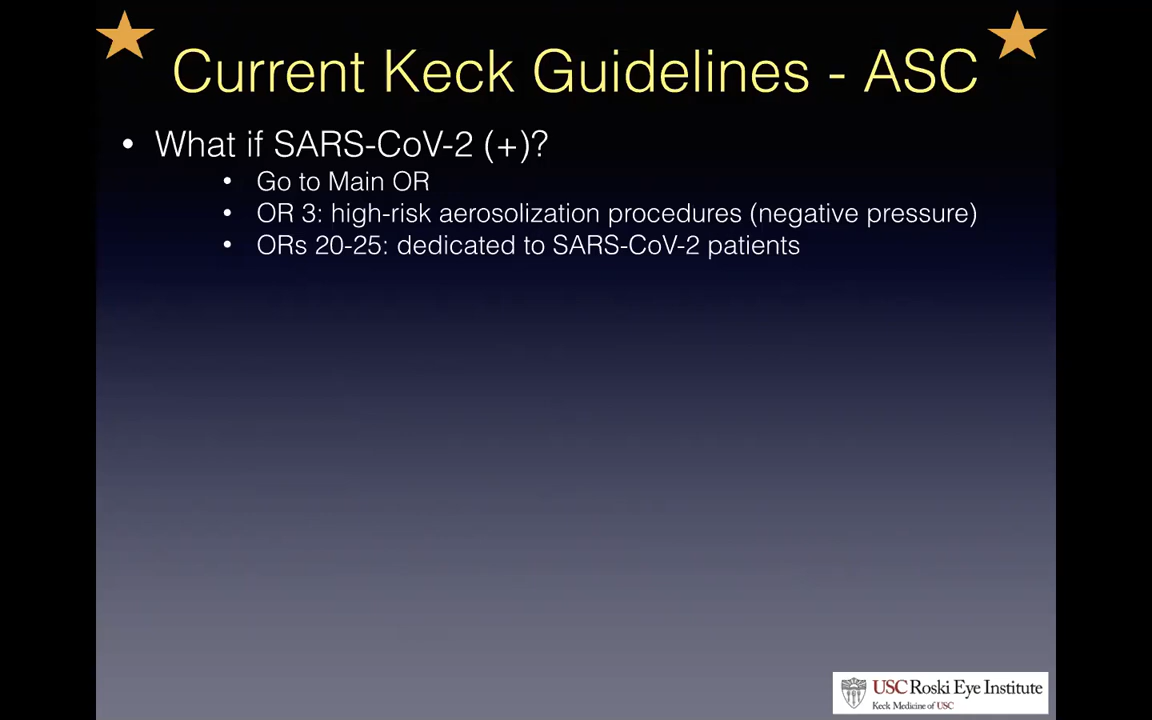 Current Keck Guidelines - ASC
• What if SARS-CoV-2 (+)?
• Go to Main OR
• OR 3: high-risk aerosolization procedures (negative pressure)
• ORs 20-25: dedicated to SARS-CoV-2 patients
USC Roski Eye Institute
Keck Medicine of USC